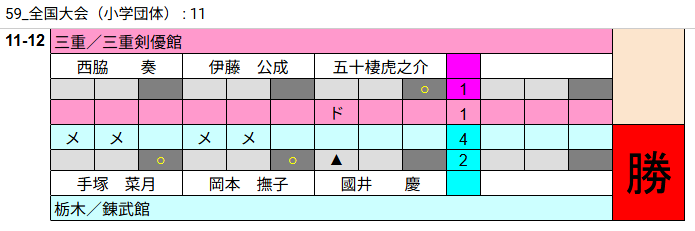 59_全国大会（小学団体）: 11
11-12 三重／三重剣優館
西脇　奏 伊藤　公成 五十棲虎之介
○ 1
ド 1
メ メ メ メ 4
○ ○ ▲ 2
勝
手塚　菜月 岡本　撫子 國井　慶
栃木／錬武館